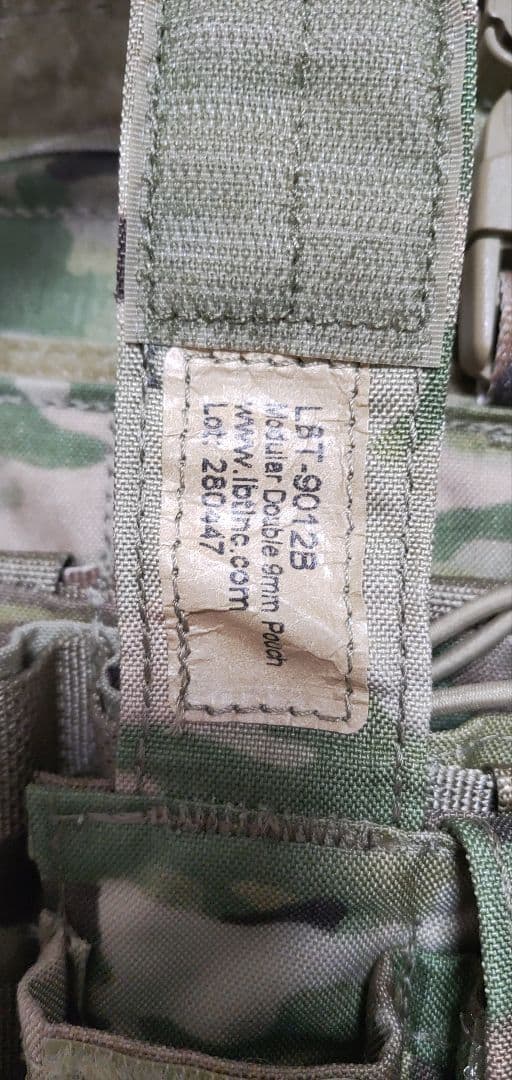 LBT-9012B
Modular Double 9mm Pouch
www.lbtinc.com
Lot: 280447